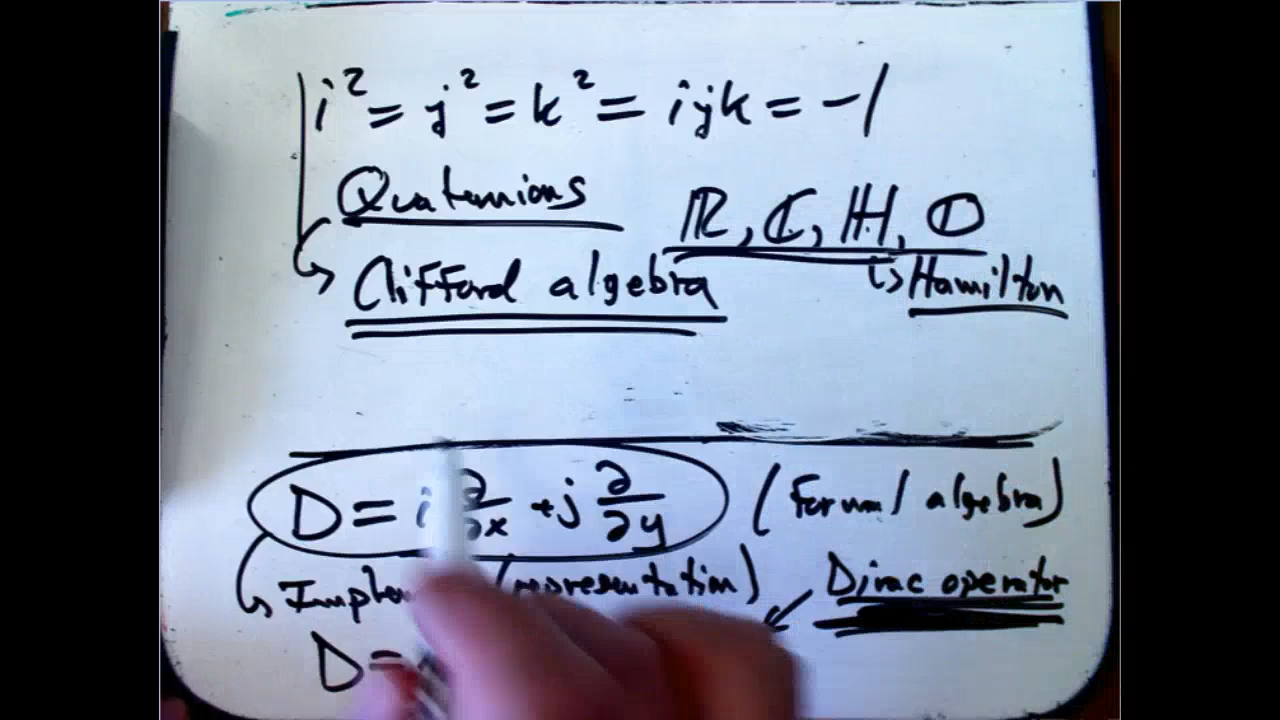 i² = j² = k² = ijk = -1
Quaternions
ℝ, ℂ, ℍ, 𝕆
Clifford algebra
Hamilton
D = i ∂/∂x + j ∂/∂y (Formal algebra)
(representation)
Dirac operator
D =